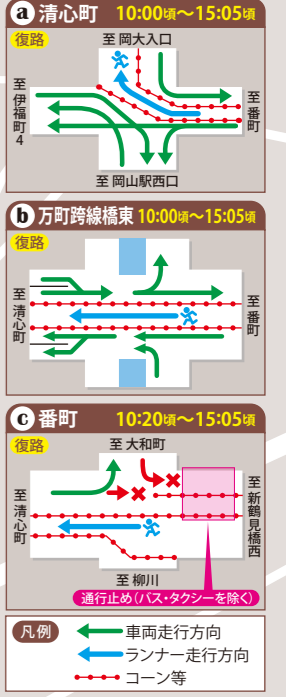 a 清心町 10:00頃〜15:05頃
復路
至 岡大入口
至伊福町4
至番町
至 岡山駅西口
b 万町跨線橋東 10:00頃〜15:05頃
復路
至清心町
至番町
c 番町 10:20頃〜15:05頃
復路
至 大和町
至清心町
至新鶴見橋西
至 柳川
通行止め(バス・タクシーを除く)
凡例
車両走行方向
ランナー走行方向
コーン等